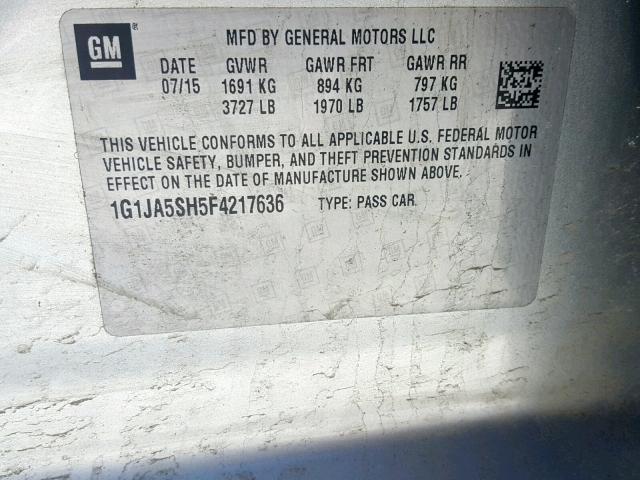 GM
MFD BY GENERAL MOTORS LLC
DATE GVWR GAWR FRT GAWR RR
07/15 1691 KG 894 KG 797 KG
3727 LB 1970 LB 1757 LB
THIS VEHICLE CONFORMS TO ALL APPLICABLE U.S. FEDERAL MOTOR
VEHICLE SAFETY, BUMPER, AND THEFT PREVENTION STANDARDS IN
EFFECT ON THE DATE OF MANUFACTURE SHOWN ABOVE.
1G1JA5SH5F4217636 TYPE: PASS CAR